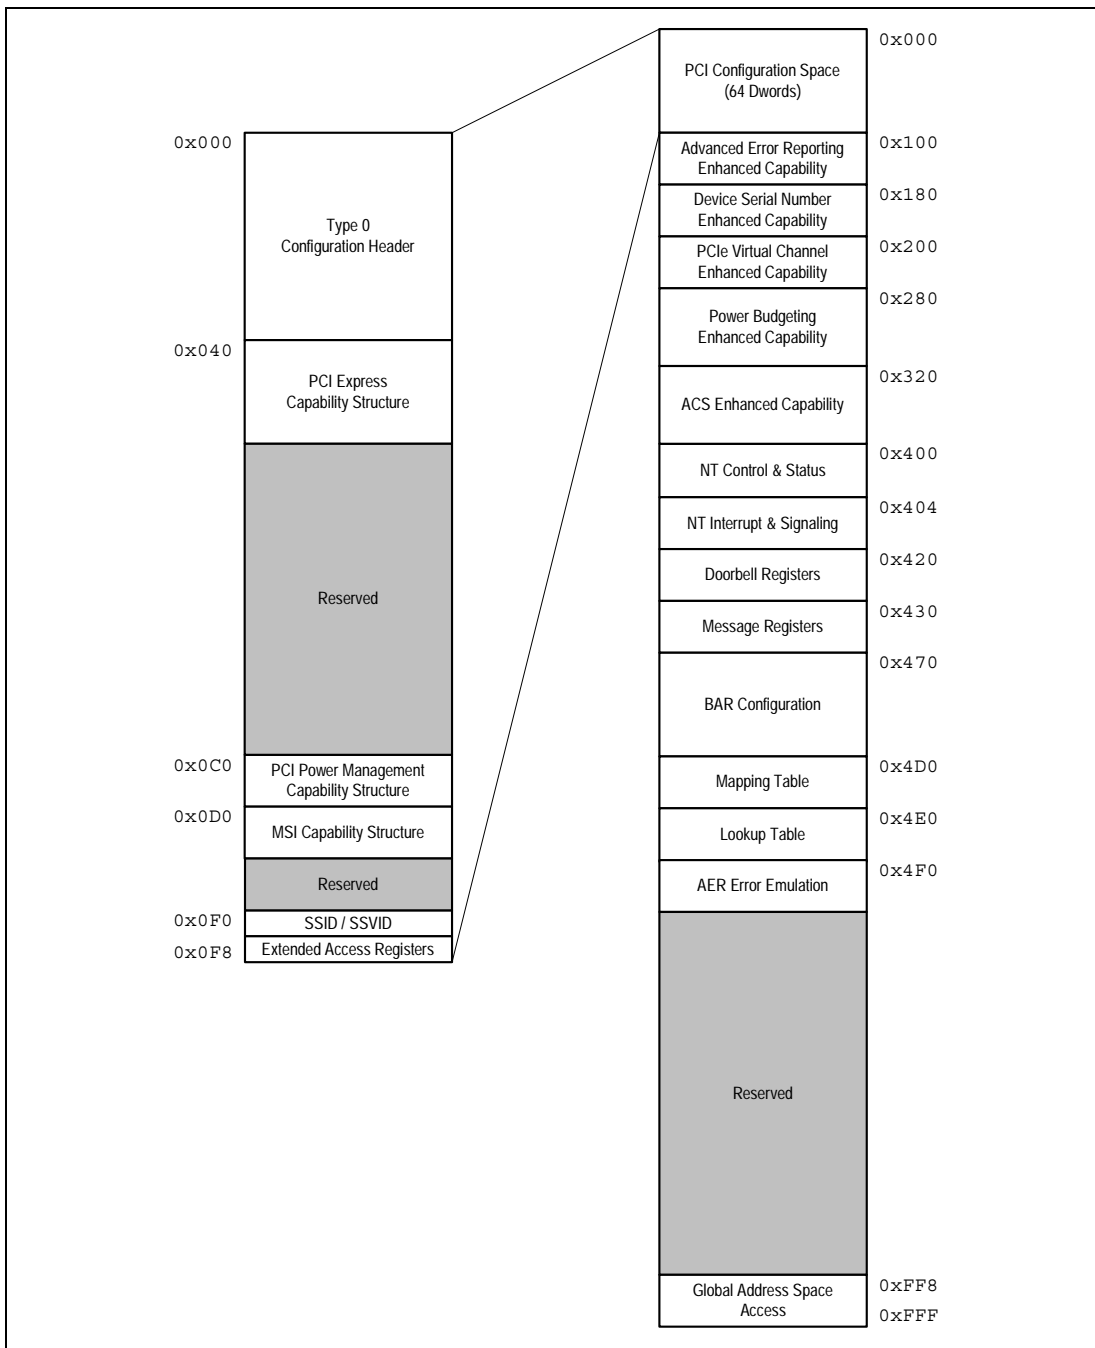 0x000
Type 0
Configuration Header
0x040
PCI Express
Capability Structure
Reserved
0x0C0
PCI Power Management
Capability Structure
0x0D0
MSI Capability Structure
Reserved
0x0F0
SSID / SSVID
0x0F8
Extended Access Registers
0x000
PCI Configuration Space
(64 Dwords)
0x100
Advanced Error Reporting
Enhanced Capability
0x180
Device Serial Number
Enhanced Capability
0x200
PCIe Virtual Channel
Enhanced Capability
0x280
Power Budgeting
Enhanced Capability
0x320
ACS Enhanced Capability
0x400
NT Control & Status
0x404
NT Interrupt & Signaling
0x420
Doorbell Registers
0x430
Message Registers
0x470
BAR Configuration
0x4D0
Mapping Table
0x4E0
Lookup Table
0x4F0
AER Error Emulation
Reserved
0xFF8
Global Address Space
Access
0xFFF